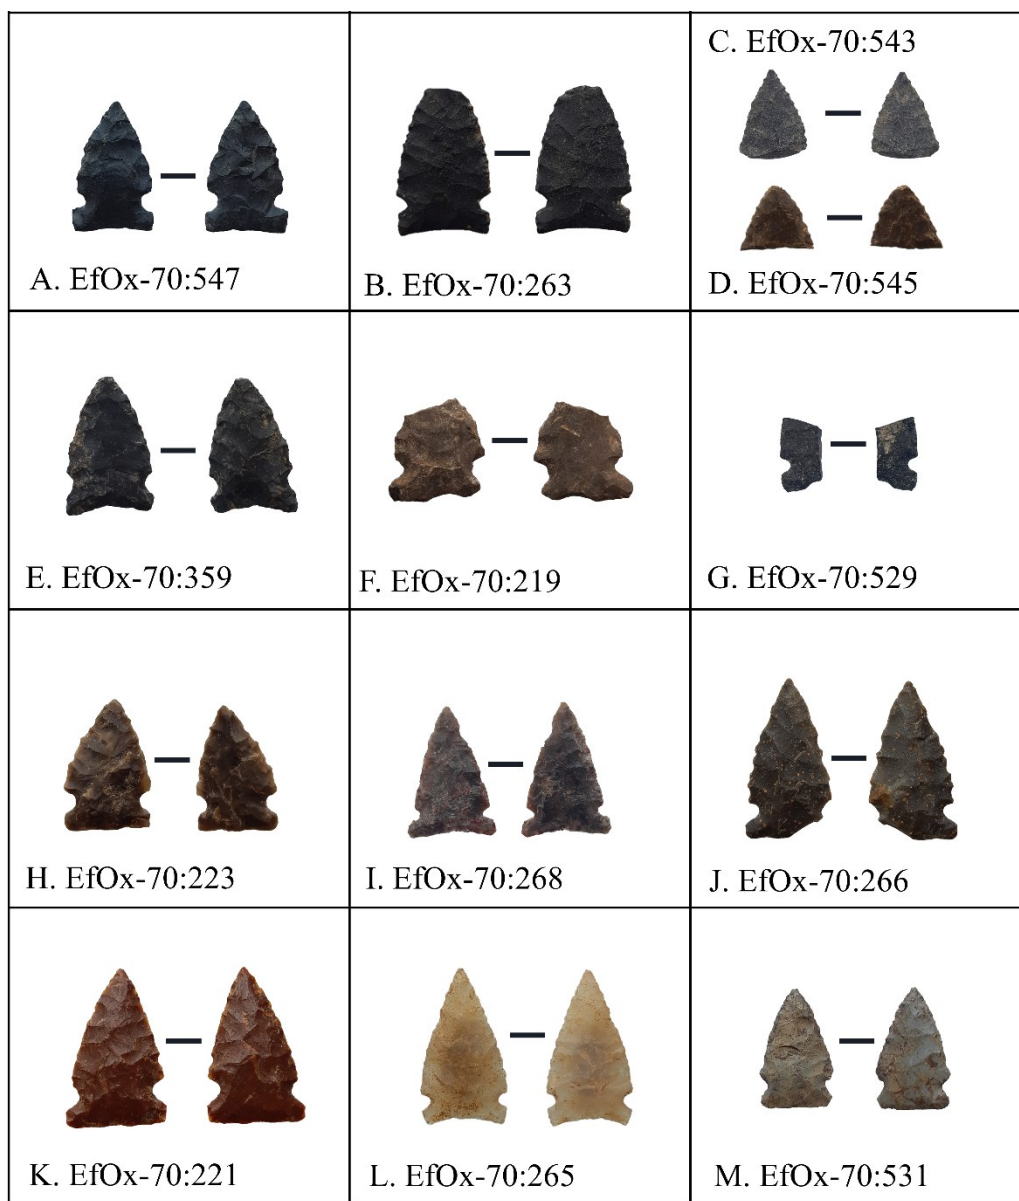 A. EfOx-70:547
B. EfOx-70:263
C. EfOx-70:543
D. EfOx-70:545
E. EfOx-70:359
F. EfOx-70:219
G. EfOx-70:529
H. EfOx-70:223
I. EfOx-70:268
J. EfOx-70:266
K. EfOx-70:221
L. EfOx-70:265
M. EfOx-70:531